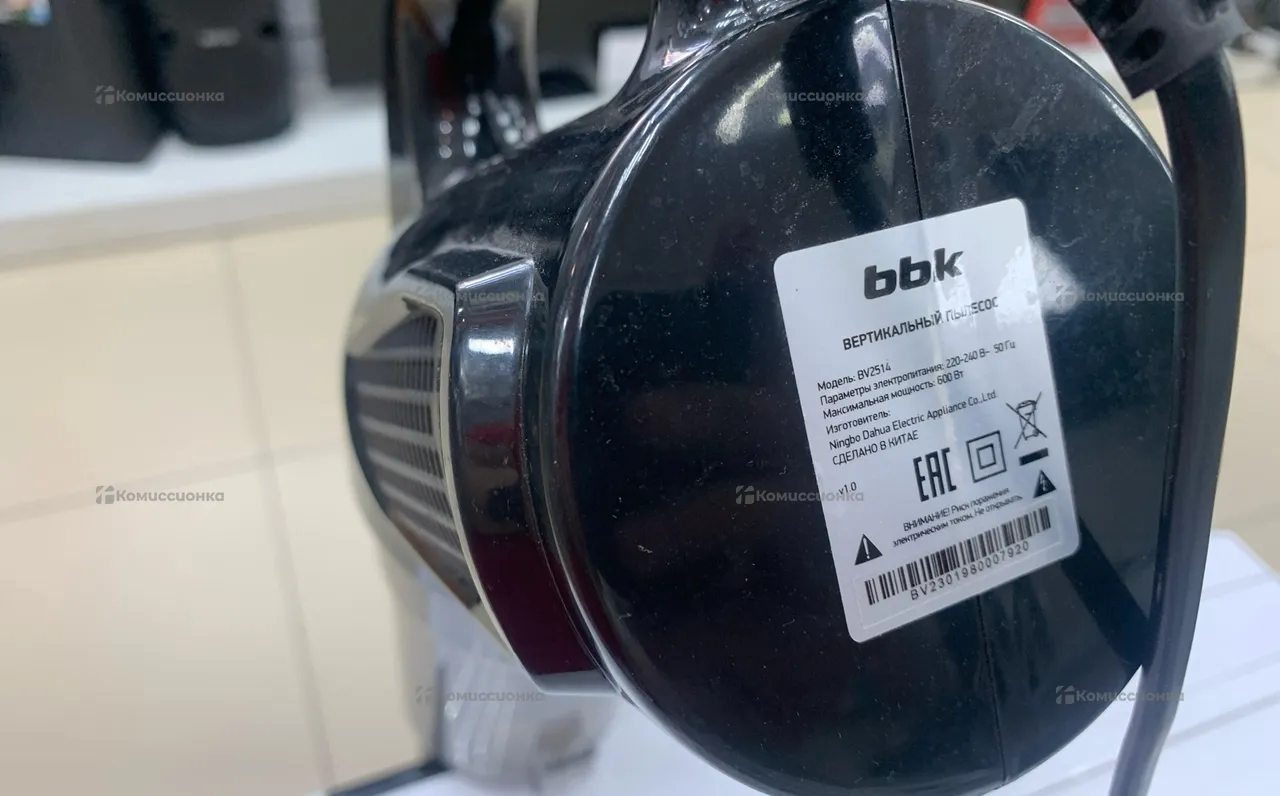 bbk
ВЕРТИКАЛЬНЫЙ ПЫЛЕСОС
Модель: BV2514
Параметры электропитания: 220-240 В~ 50 Гц
Максимальная мощность: 600 Вт
Изготовитель:
Ningbo Dahua Electric Appliance Co.,Ltd.
СДЕЛАНО В КИТАЕ
v1.0
EAC
ВНИМАНИЕ! Риск поражения
электрическим током. Не открывать.
BV2301980007920
Комиссионка
Комиссионка
Комиссионка
Комиссионка
Комиссионка
Комиссионка
Комиссионка
Комиссионка